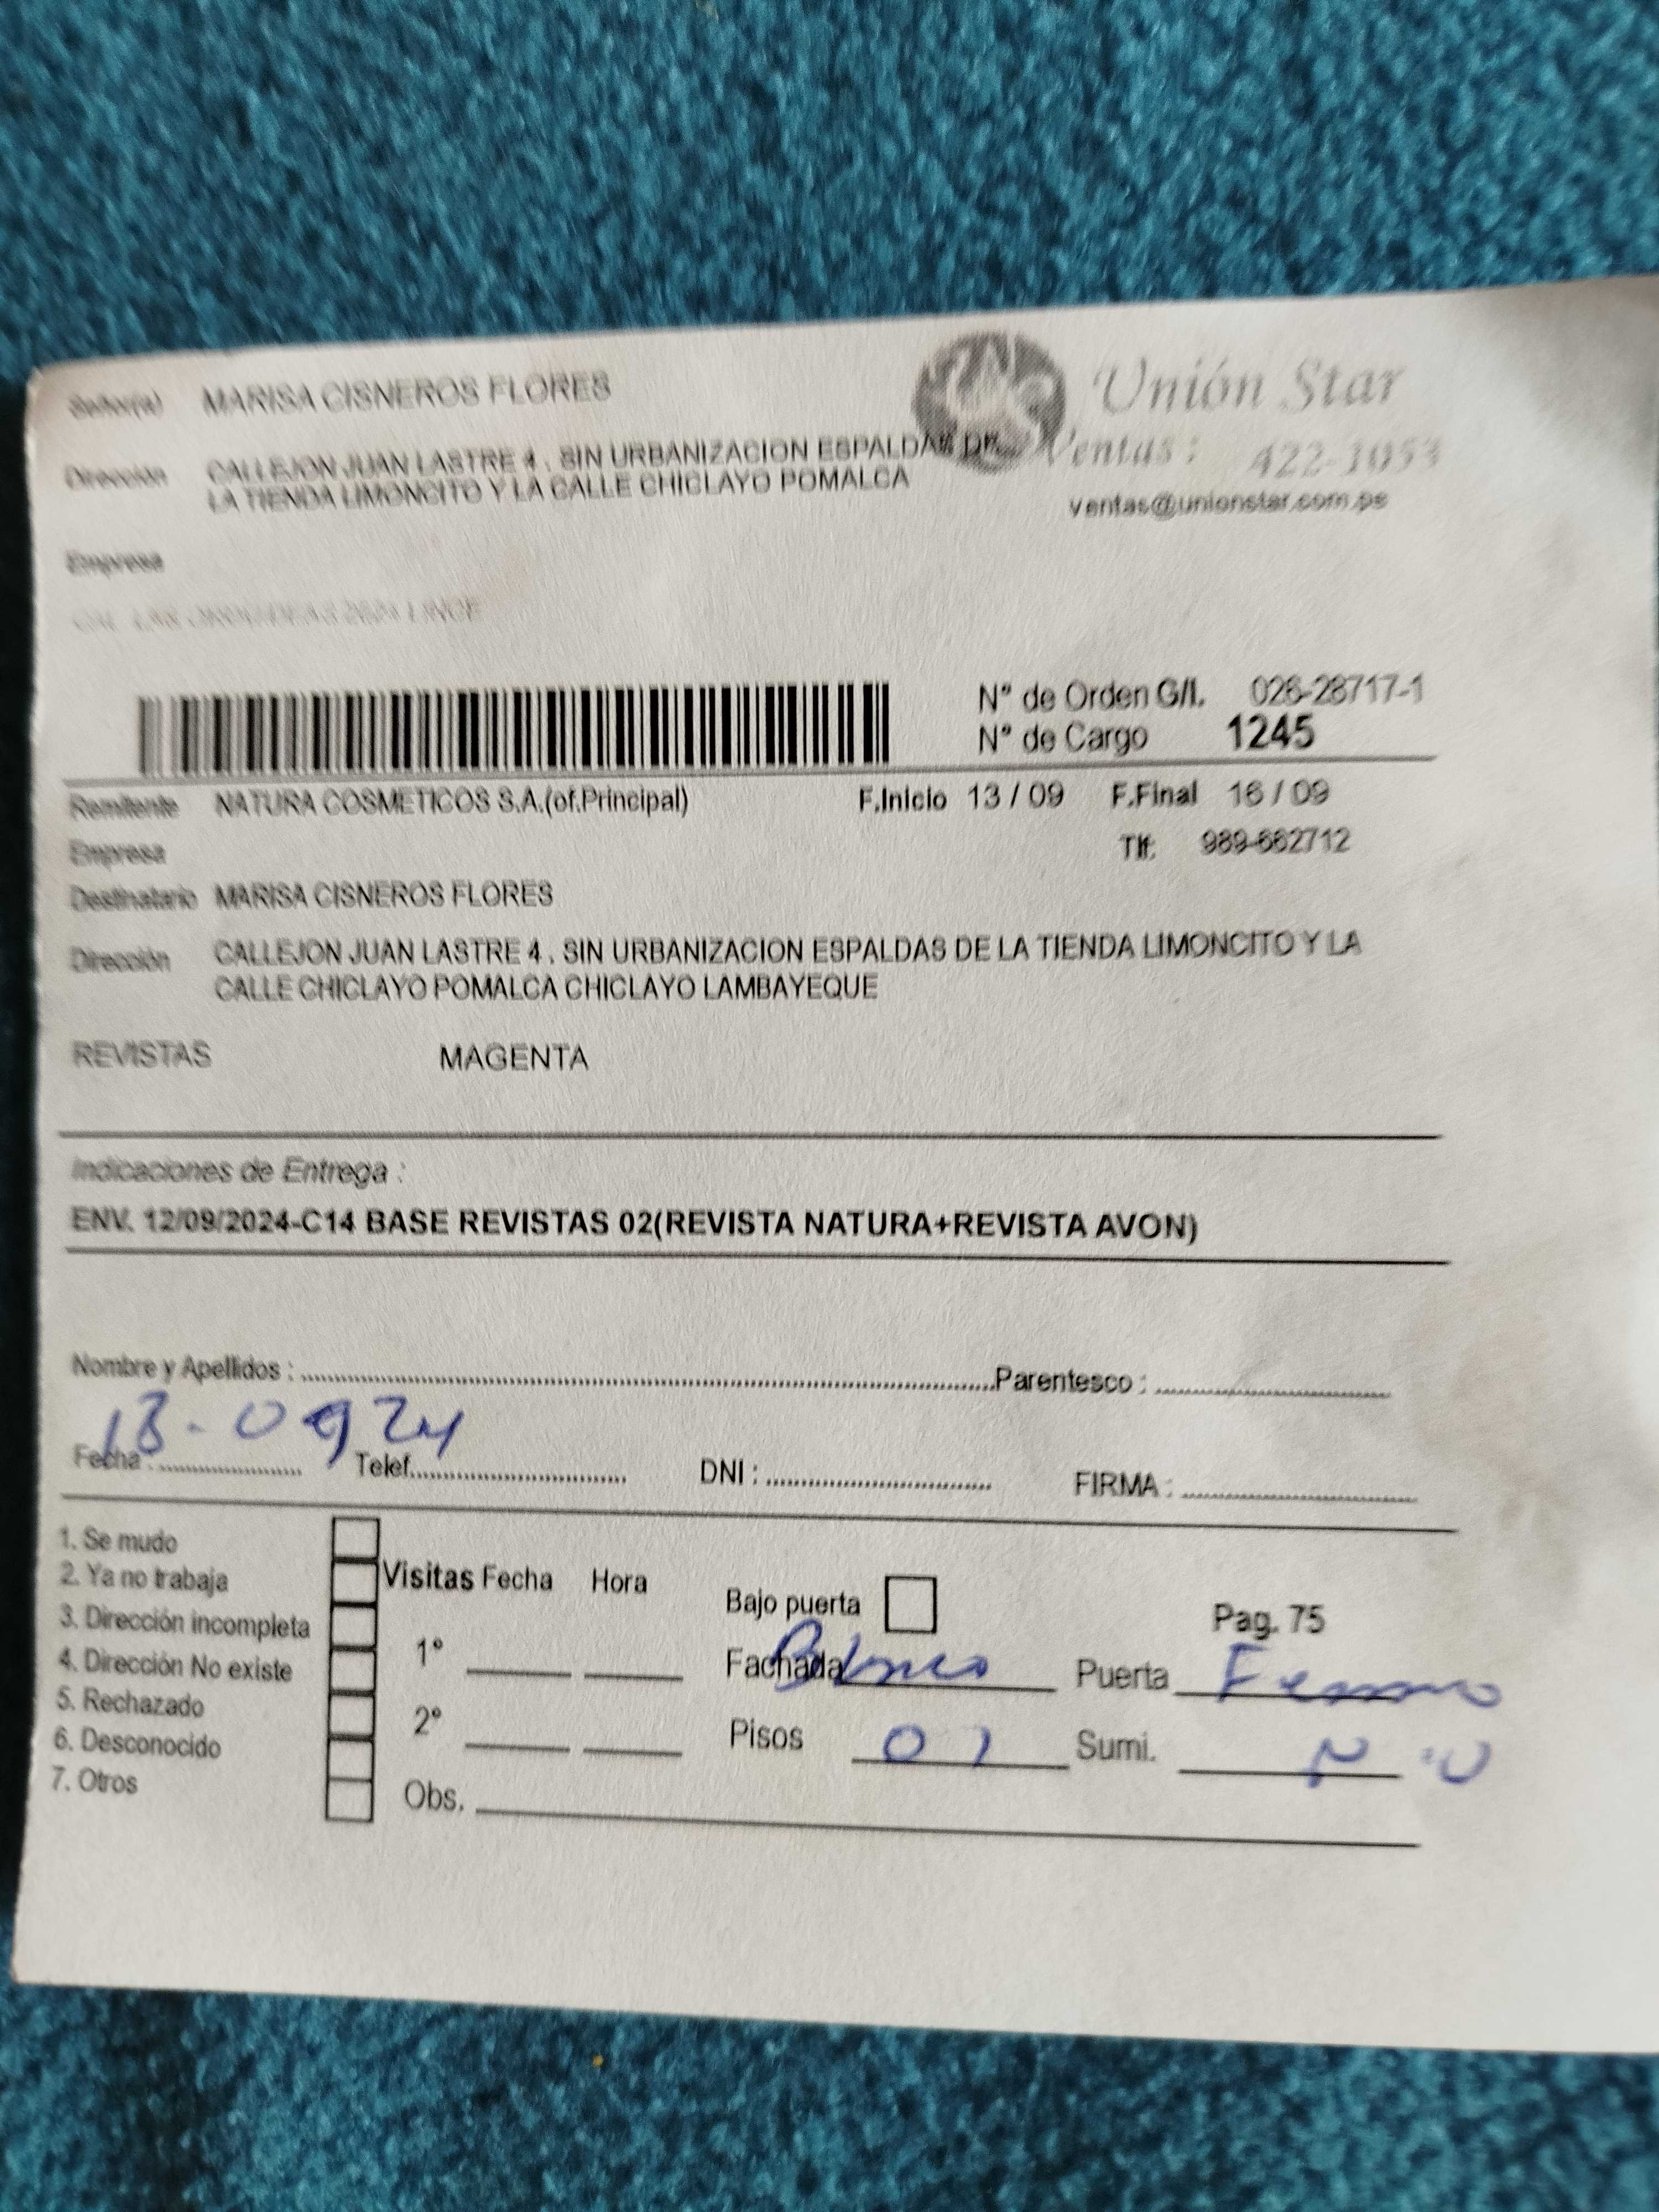 Señor(a) MARISA CISNEROS FLORES
Unión Star
Dirección CALLEJON JUAN LASTRE 4 . SIN URBANIZACION ESPALDAS DE
LA TIENDA LIMONCITO Y LA CALLE CHICLAYO POMALCA
Ventas : 422-1053
ventas@unionstar.com.pe
Empresa
LINCE
N° de Orden G/I. 026-28717-1
N° de Cargo 1245
Remitente NATURA COSMETICOS S.A.(of.Principal) F.Inicio 13 / 09 F.Final 16 / 09
Empresa Tlf: 989-662712
Destinatario MARISA CISNEROS FLORES
Dirección CALLEJON JUAN LASTRE 4 . SIN URBANIZACION ESPALDAS DE LA TIENDA LIMONCITO Y LA
CALLE CHICLAYO POMALCA CHICLAYO LAMBAYEQUE
REVISTAS MAGENTA
Indicaciones de Entrega :
ENV. 12/09/2024-C14 BASE REVISTAS 02(REVISTA NATURA+REVISTA AVON)
Nombre y Apellidos : Parentesco :
Fecha : Telef. DNI : FIRMA :
1. Se mudo
2. Ya no trabaja
3. Dirección incompleta
4. Dirección No existe
5. Rechazado
6. Desconocido
7. Otros
Visitas Fecha Hora
1°
2°
Obs.
Bajo puerta Pag. 75
Fachada Blanco Puerta Fierro
Pisos 01 Sumi.